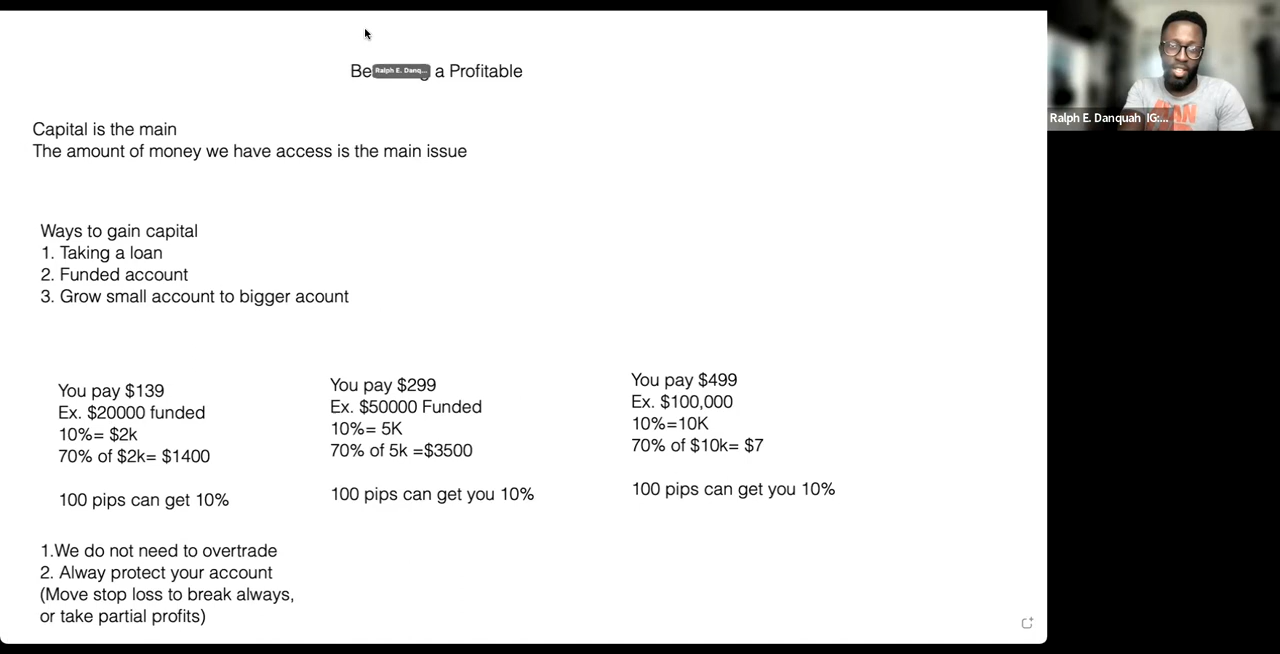 Be Ralph E. Danq... g a Profitable
Ralph E. Danquah IG:...
Capital is the main
The amount of money we have access is the main issue
Ways to gain capital
1. Taking a loan
2. Funded account
3. Grow small account to bigger acount
You pay $139
Ex. $20000 funded
10%= $2k
70% of $2k= $1400
100 pips can get 10%
You pay $299
Ex. $50000 Funded
10%= 5K
70% of 5k =$3500
100 pips can get you 10%
You pay $499
Ex. $100,000
10%=10K
70% of $10k= $7
100 pips can get you 10%
1.We do not need to overtrade
2. Alway protect your account
(Move stop loss to break always,
or take partial profits)